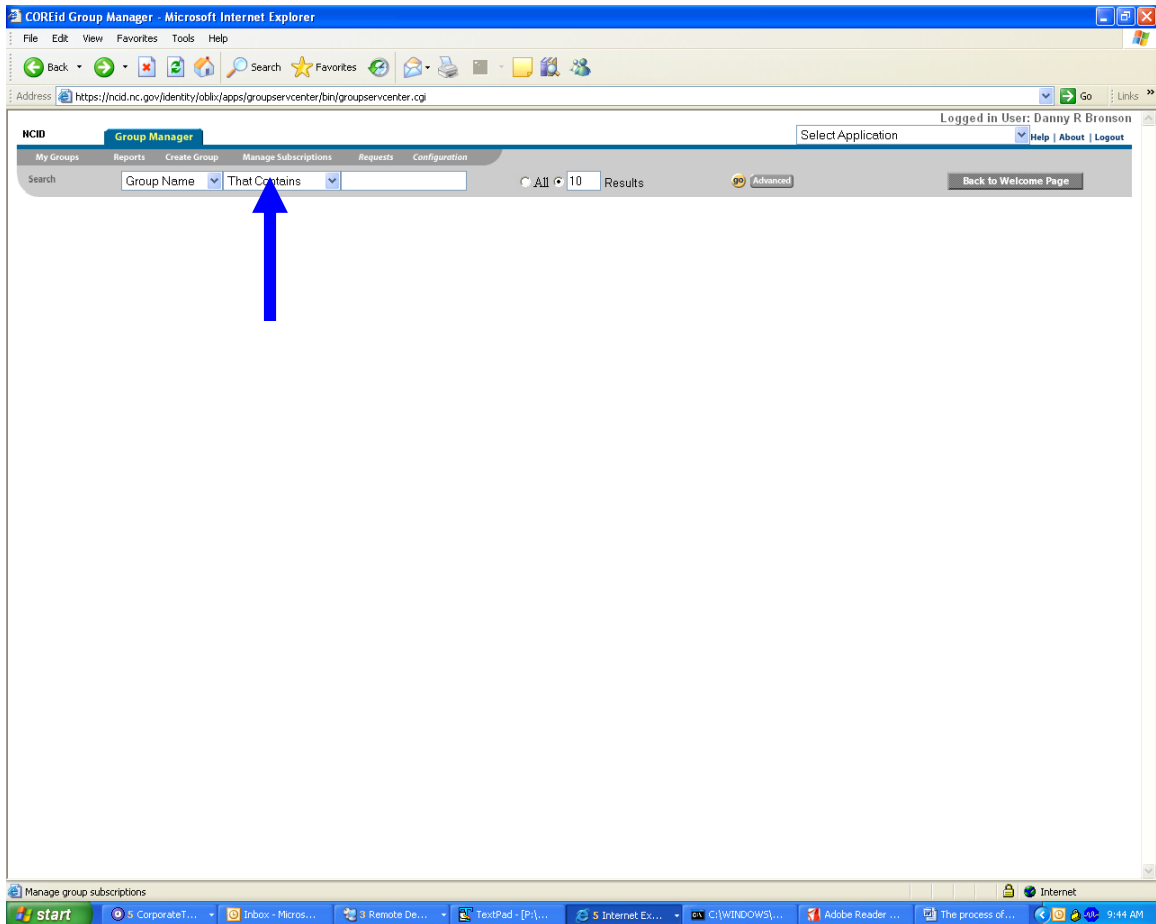 COREid Group Manager - Microsoft Internet Explorer
File Edit View Favorites Tools Help
Back Search Favorites
Address https://ncid.nc.gov/identity/oblix/apps/groupservcenter/bin/groupservcenter.cgi Go Links »
Logged in User: Danny R Bronson
NCID Group Manager Select Application Help | About | Logout
My Groups Reports Create Group Manage Subscriptions Requests Configuration
Search Group Name That Contains All 10 Results go Advanced Back to Welcome Page
Manage group subscriptions Internet
start 5 CorporateT... Inbox - Micros... 3 Remote De... TextPad - [P:\... 5 Internet Ex... C:\WINDOWS\... Adobe Reader ... The process of... 9:44 AM